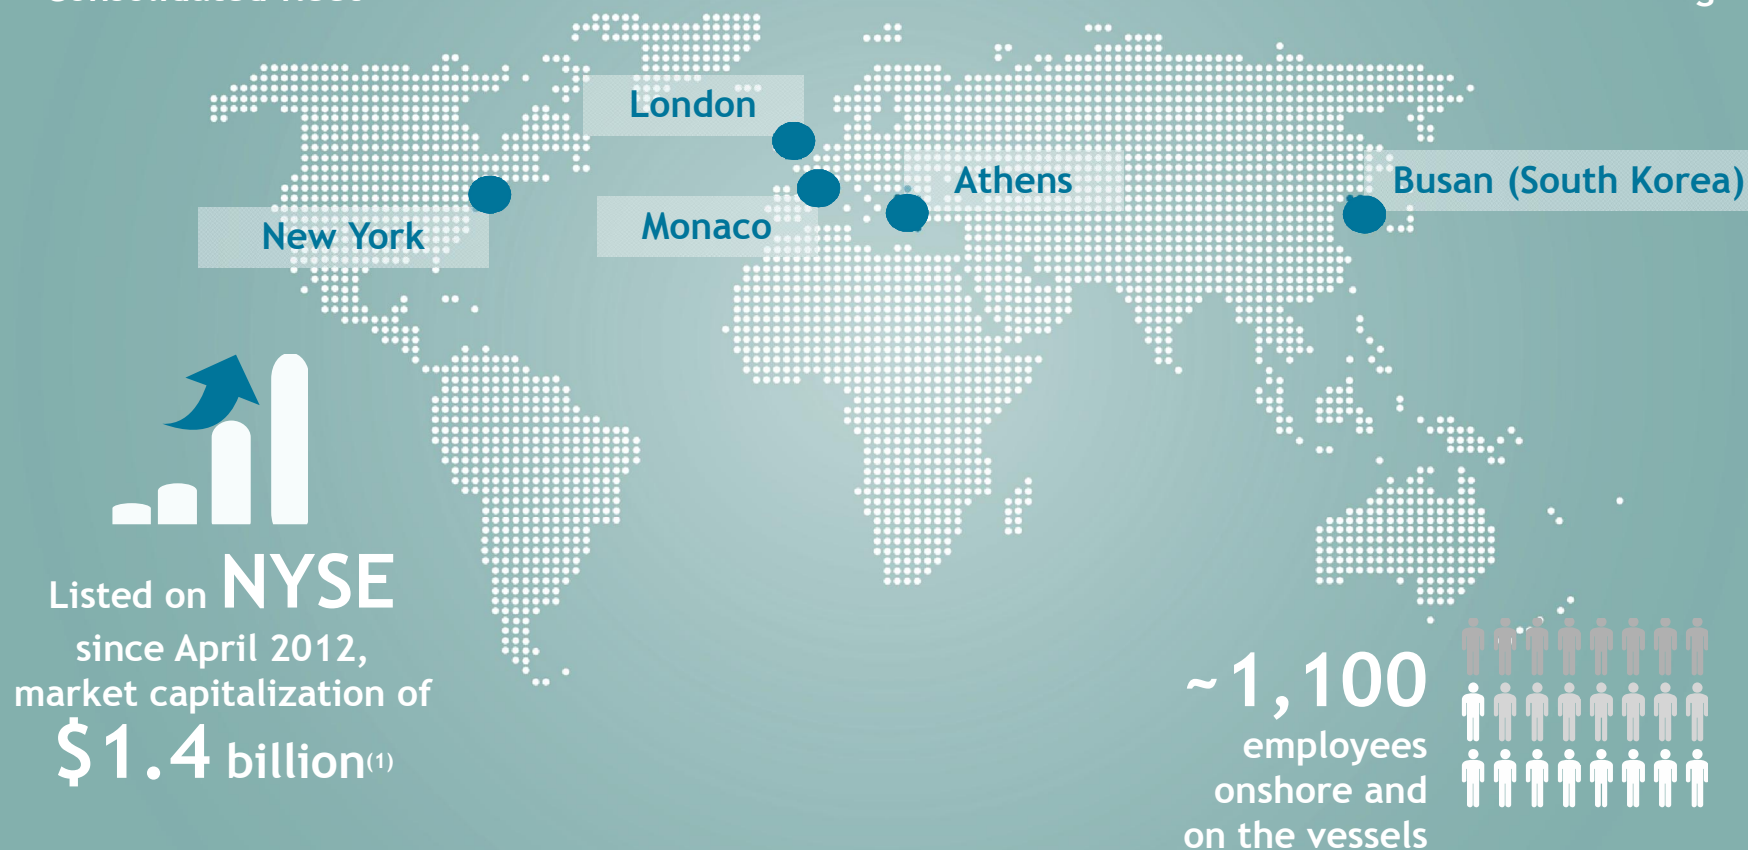 London
Athens
Busan (South Korea)
Monaco
New York
Listed on NYSE
since April 2012,
market capitalization of
$1.4 billion(1)
~1,100
employees
onshore and
on the vessels